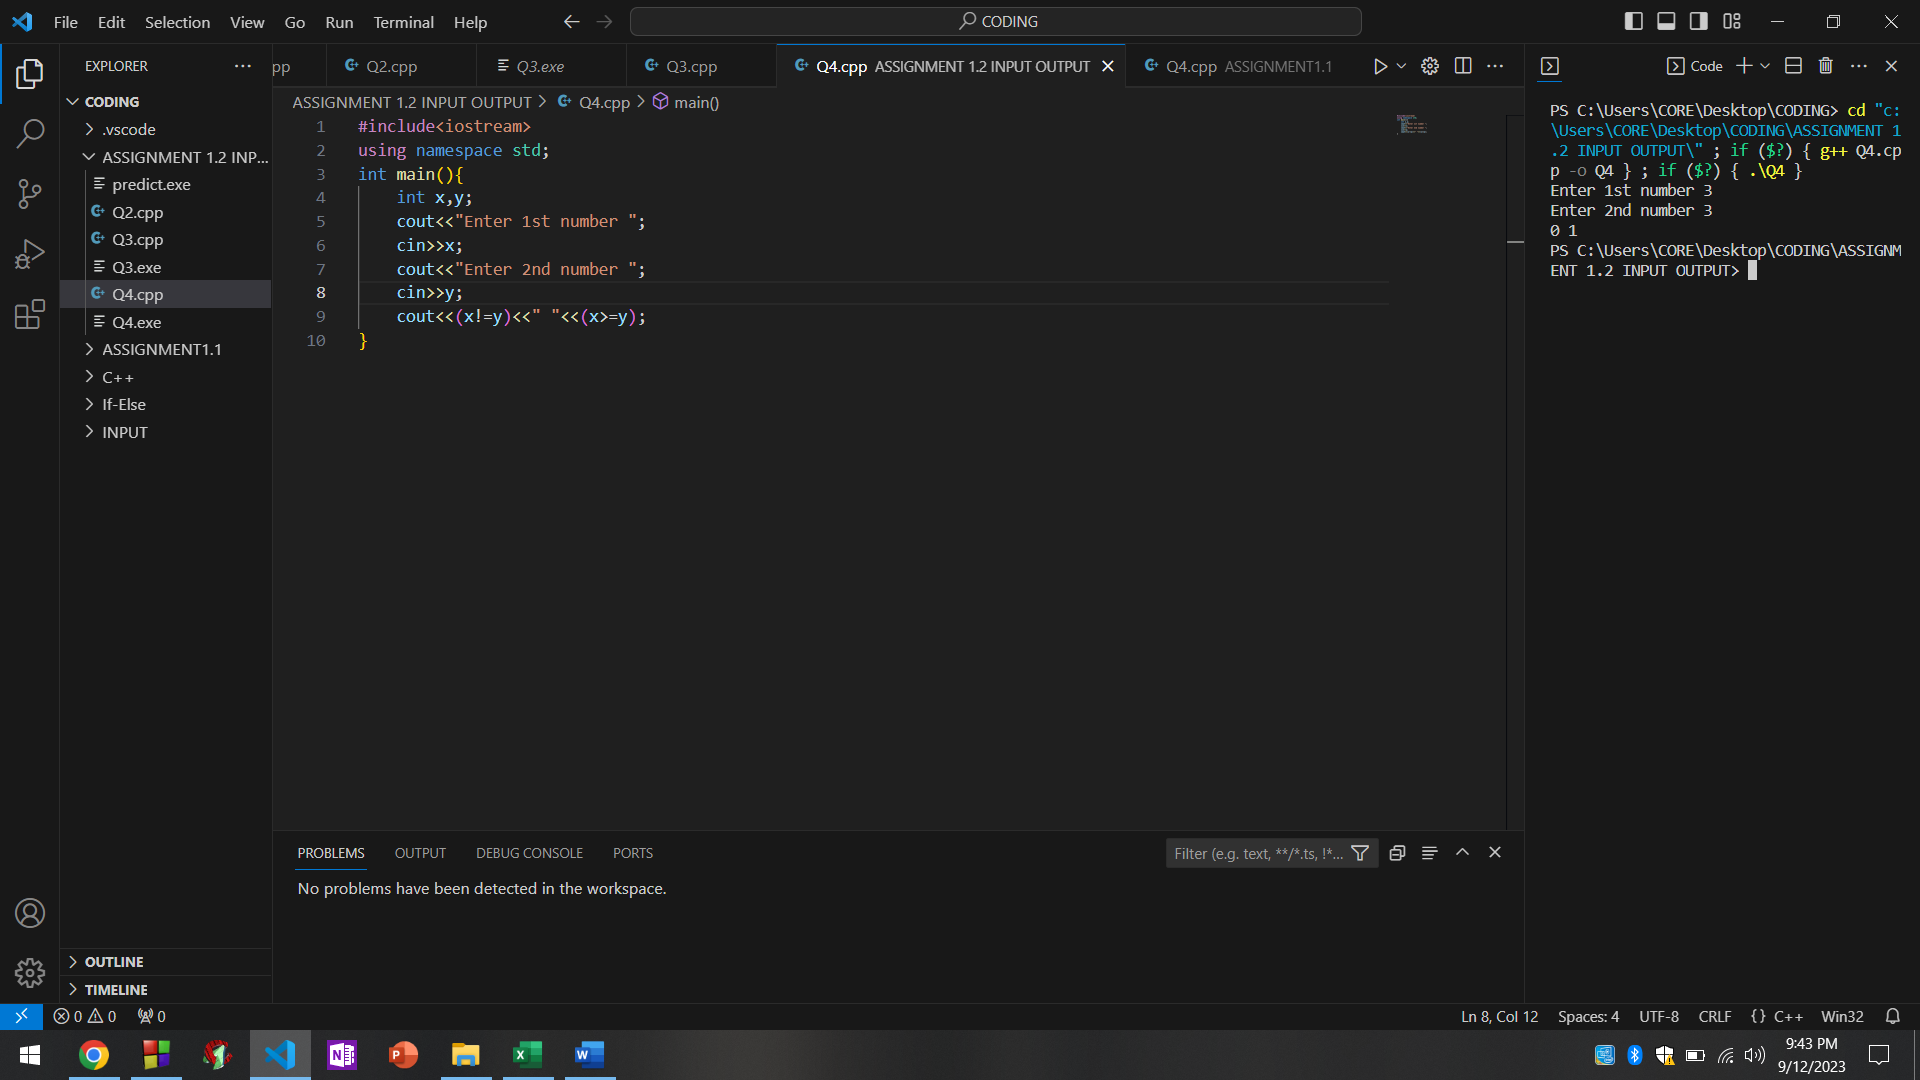 File Edit Selection View Go Run Terminal Help
CODING
EXPLORER
CODING
.vscode
ASSIGNMENT 1.2 INP...
predict.exe
Q2.cpp
Q3.cpp
Q3.exe
Q4.cpp
Q4.exe
ASSIGNMENT1.1
C++
If-Else
INPUT
OUTLINE
TIMELINE
pp Q2.cpp Q3.exe Q3.cpp Q4.cpp ASSIGNMENT 1.2 INPUT OUTPUT Q4.cpp ASSIGNMENT1.1
ASSIGNMENT 1.2 INPUT OUTPUT > Q4.cpp > main()
1 #include<iostream>
2 using namespace std;
3 int main(){
4 int x,y;
5 cout<<"Enter 1st number ";
6 cin>>x;
7 cout<<"Enter 2nd number ";
8 cin>>y;
9 cout<<(x!=y)<<" "<<(x>=y);
10 }
PROBLEMS OUTPUT DEBUG CONSOLE PORTS
Filter (e.g. text, **/*.ts, !*...
No problems have been detected in the workspace.
Code
PS C:\Users\CORE\Desktop\CODING> cd "c:
\Users\CORE\Desktop\CODING\ASSIGNMENT 1
.2 INPUT OUTPUT\" ; if ($?) { g++ Q4.cp
p -o Q4 } ; if ($?) { .\Q4 }
Enter 1st number 3
Enter 2nd number 3
0 1
PS C:\Users\CORE\Desktop\CODING\ASSIGNM
ENT 1.2 INPUT OUTPUT>
0 0 0
Ln 8, Col 12 Spaces: 4 UTF-8 CRLF {} C++ Win32
9:43 PM
9/12/2023